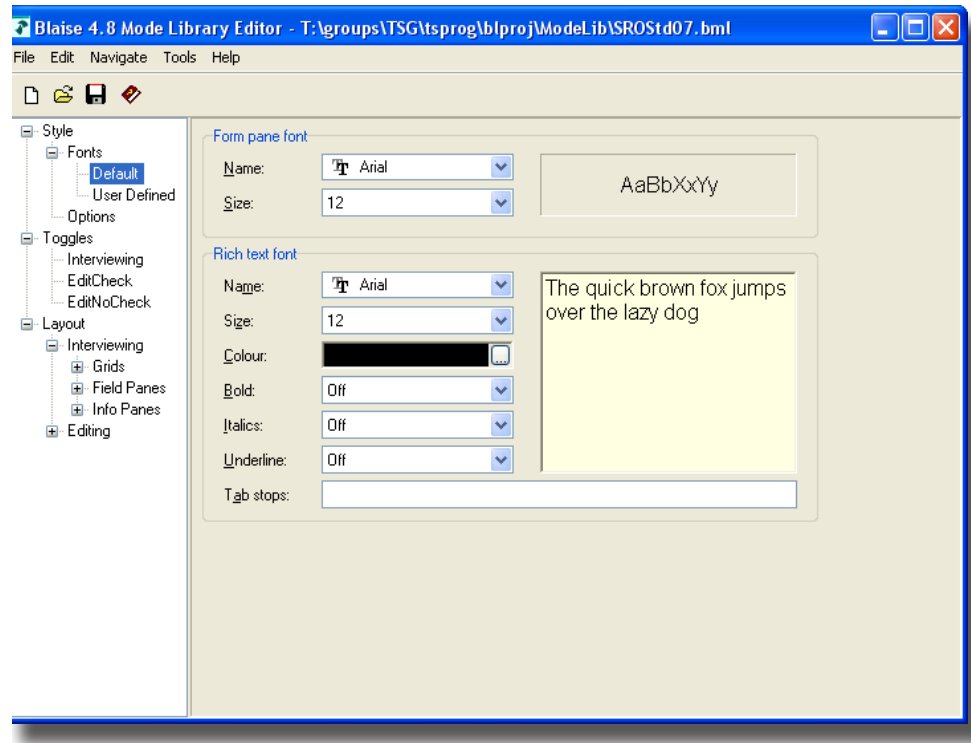 Blaise 4.8 Mode Library Editor - T:\groups\TSG\tsprog\blproj\ModeLib\SROStd07.bml
File Edit Navigate Tools Help
Style
Fonts
Default
User Defined
Options
Toggles
Interviewing
EditCheck
EditNoCheck
Layout
Interviewing
Grids
Field Panes
Info Panes
Editing
Form pane font
Name: Arial
Size: 12
AaBbXxYy
Rich text font
Name: Arial
Size: 12
Colour:
Bold: Off
Italics: Off
Underline: Off
Tab stops:
The quick brown fox jumps
over the lazy dog